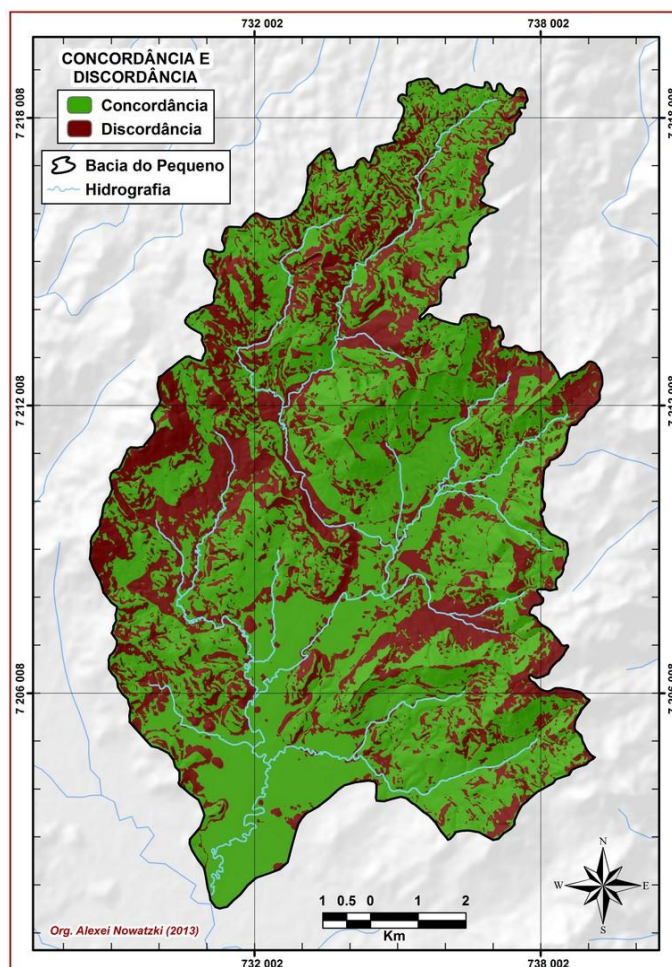 732 002
738 002
CONCORDÂNCIA E
DISCORDÂNCIA
Concordância
Discordância
Bacia do Pequeno
Hidrografia
7 218 008
7 218 008
7 212 008
7 212 008
7 206 008
7 206 008
N
W
E
S
1 0.5 0 1 2
Km
Org. Alexei Nowatzki (2013)
732 002
738 002